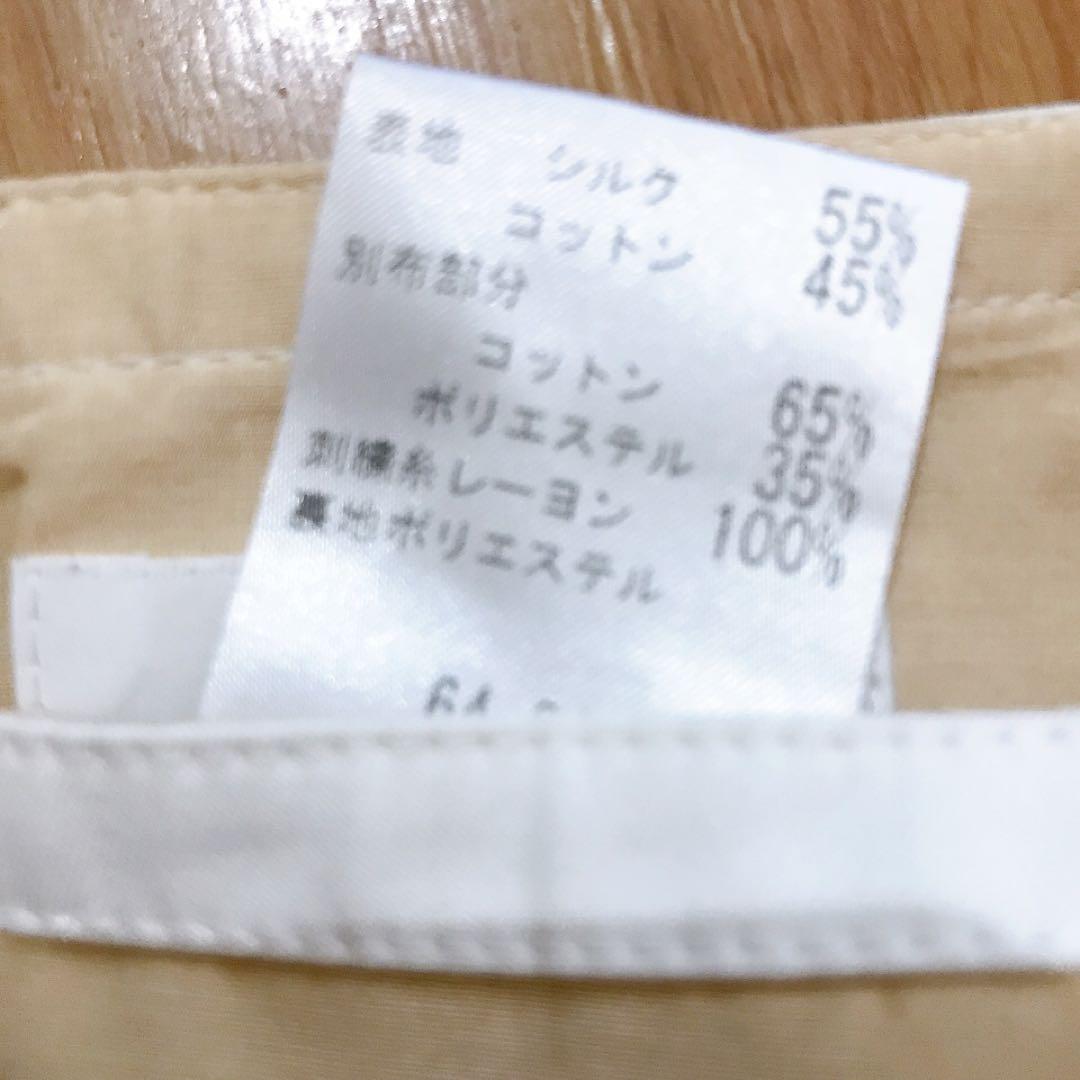 表地 シルク 55%
コットン 45%
別布部分
コットン 65%
ポリエステル 35%
刺繍糸レーヨン 100%
裏地ポリエステル
64